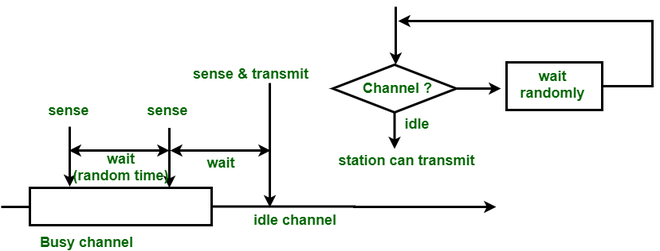 sense & transmit
sense
sense
wait
(random time)
wait
idle channel
Busy channel
Channel ?
wait
randomly
idle
station can transmit